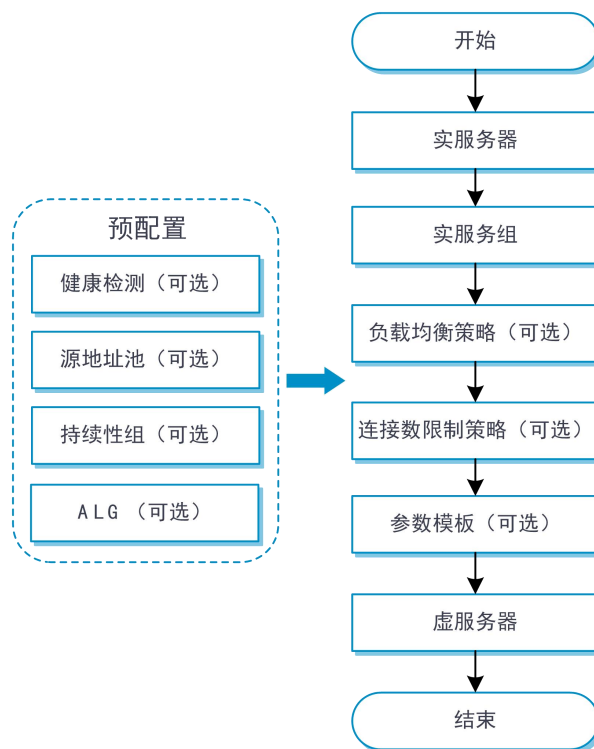 预配置
健康检测（可选）
源地址池（可选）
持续性组（可选）
ALG（可选）
开始
实服务器
实服务组
负载均衡策略（可选）
连接数限制策略（可选）
参数模板（可选）
虚服务器
结束